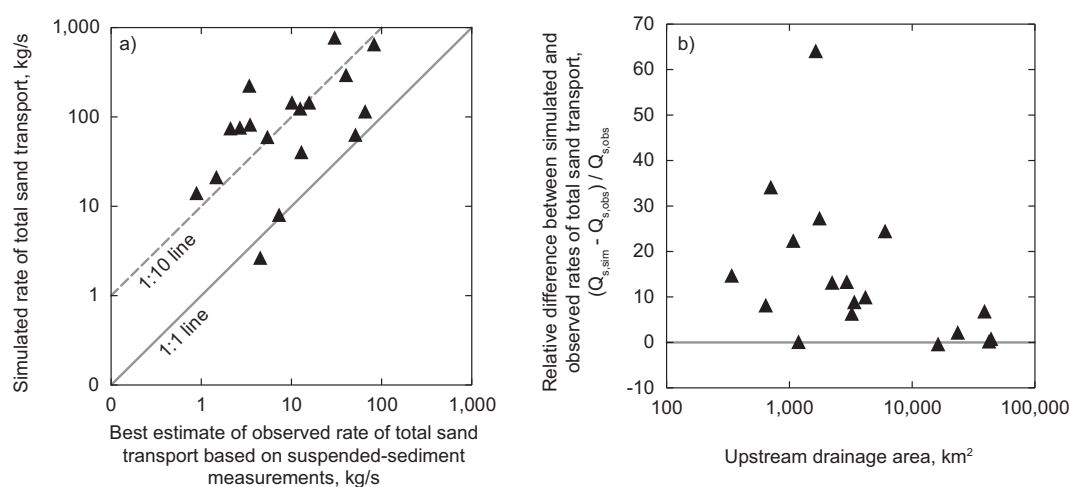 a)
Simulated rate of total sand transport, kg/s
1,000
100
10
1
0
1:10 line
1:1 line
0 1 10 100 1,000
Best estimate of observed rate of total sand
transport based on suspended-sediment
measurements, kg/s
b)
Relative difference between simulated and
observed rates of total sand transport,
(Qs,sim - Qs,obs) / Qs,obs
70
60
50
40
30
20
10
0
-10
100 1,000 10,000 100,000
Upstream drainage area, km²